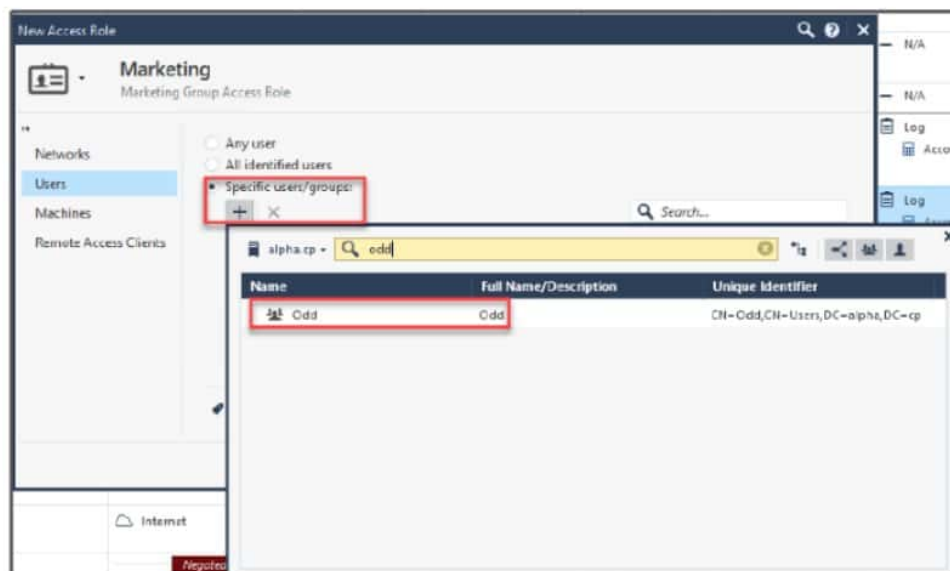 New Access Role
N/A
Marketing
Marketing Group Access Role
N/A
Log
Acco
Any user
Networks
All identified users
Users
Specific users/groups:
Log
Machines
Search...
Remote Access Clients
alpha.cp
odd
Name Full Name/Description Unique Identifier
Odd Odd CN=Odd,CN=Users,DC=alpha,DC=cp
Internet
Negated